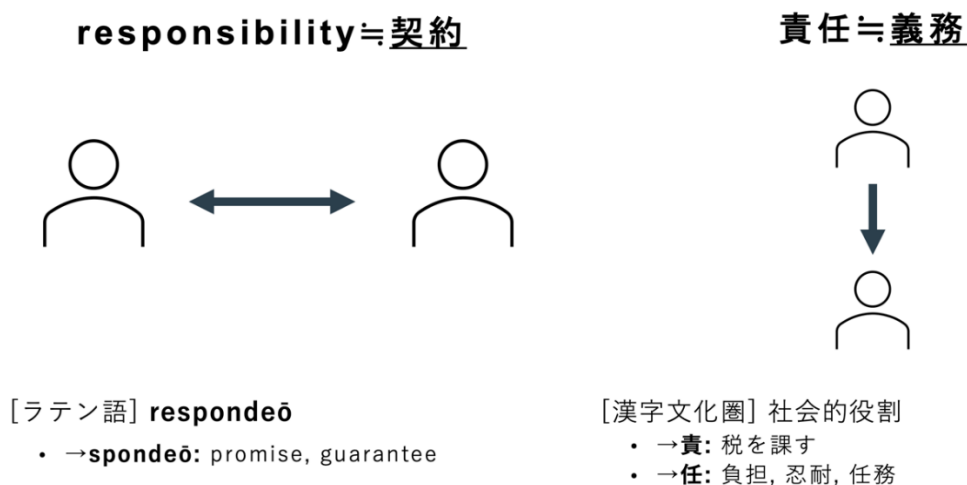 responsibility≒契約
責任≒義務
[ラテン語] respondeō
• →spondeō: promise, guarantee
[漢字文化圏] 社会的役割
• →責: 税を課す
• →任: 負担, 忍耐, 任務